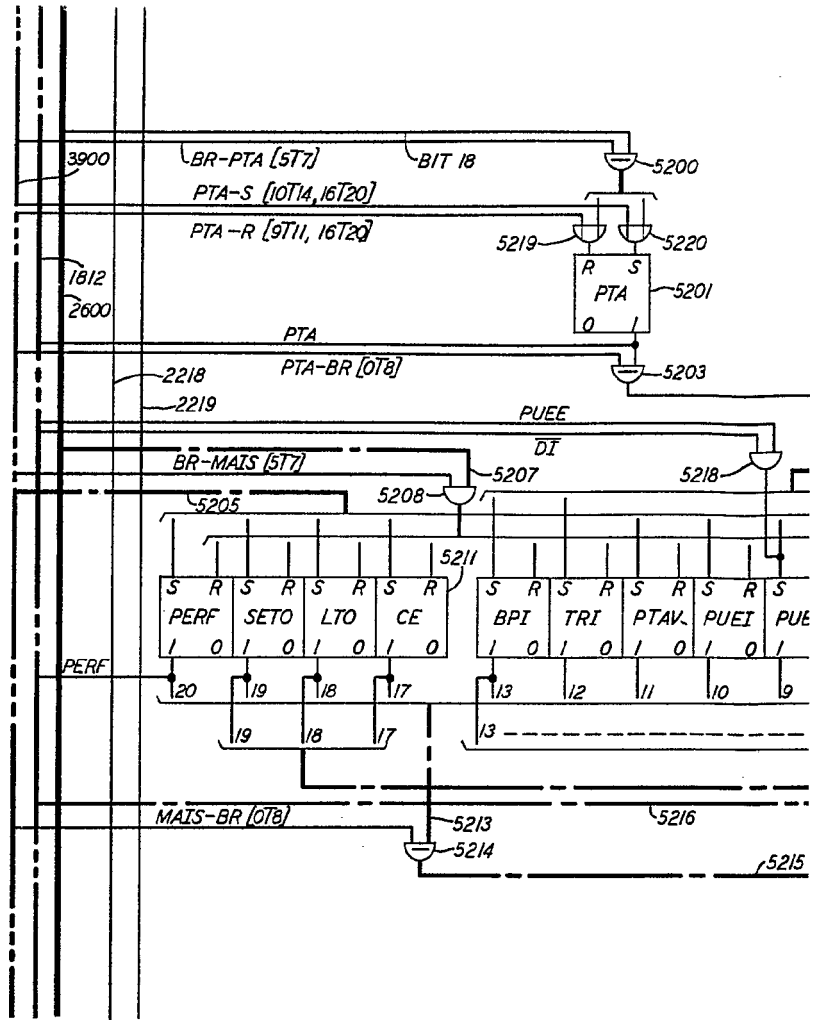 BR-PTA [5T7]
BIT 18
5200
3900
PTA-S [10T14, 16T20]
PTA-R [9T11, 16T20]
5219
5220
R S
PTA
5201
0 1
1812
2600
PTA
PTA-BR [0T8]
5203
2218
2219
PUEE
DI
BR-MAIS [5T7]
5207
5218
5205
5208
5211
S R S R S R S R S R S R S R S R S
PERF SETO LTO CE BPI TRI PTAV PUEI PUE
1 0 1 0 1 0 1 0 1 0 1 0 1 0 1 0 1
PERF
20 19 18 17 13 12 11 10 9
19 18 17 13
MAIS-BR [0T8]
5213
5216
5214
5215